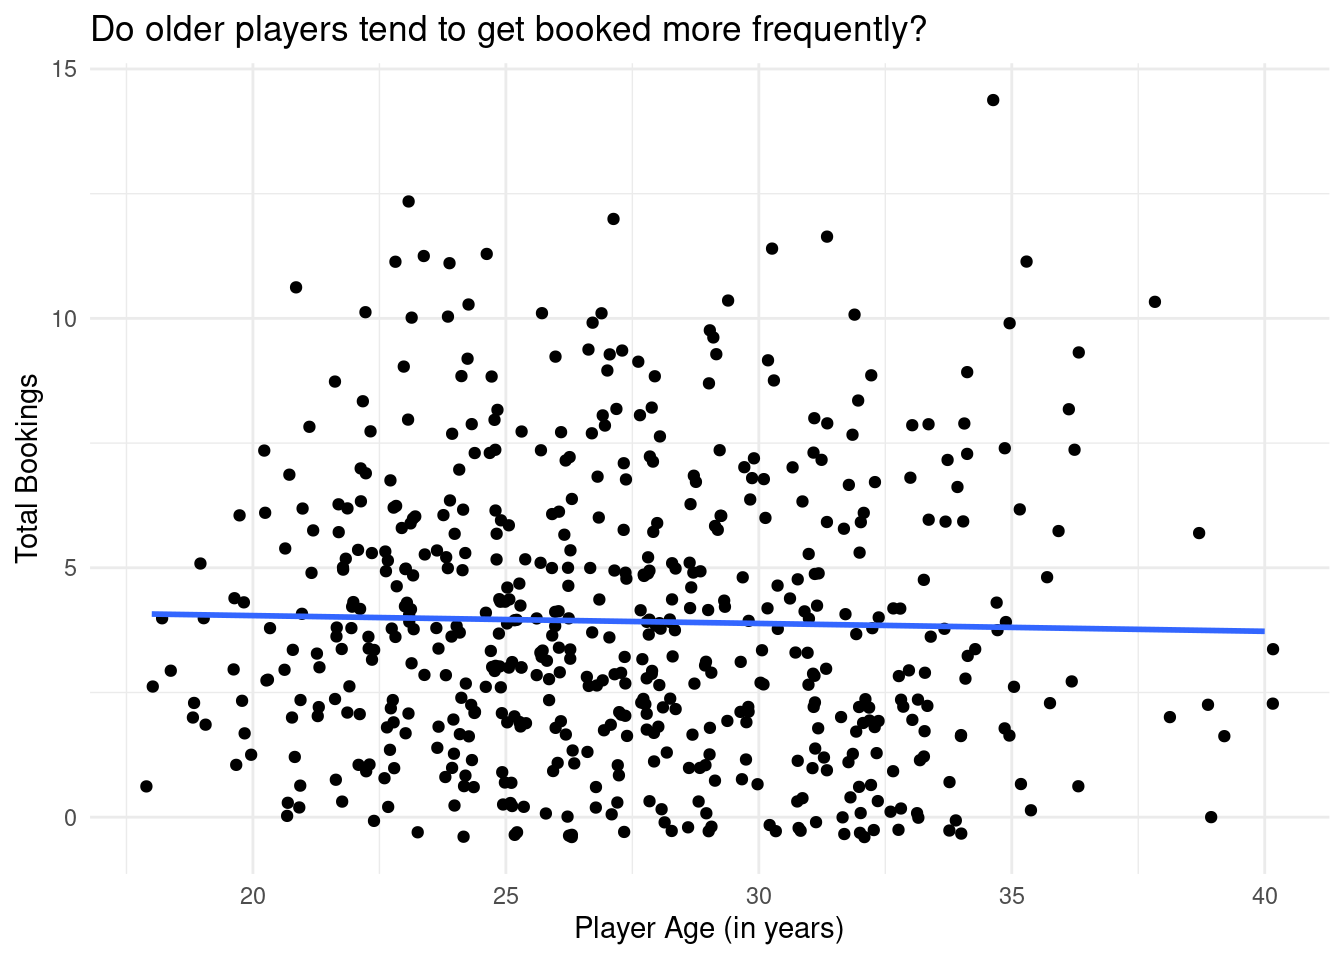 Do older players tend to get booked more frequently?
15
10
5
0
Total Bookings
20 25 30 35 40
Player Age (in years)